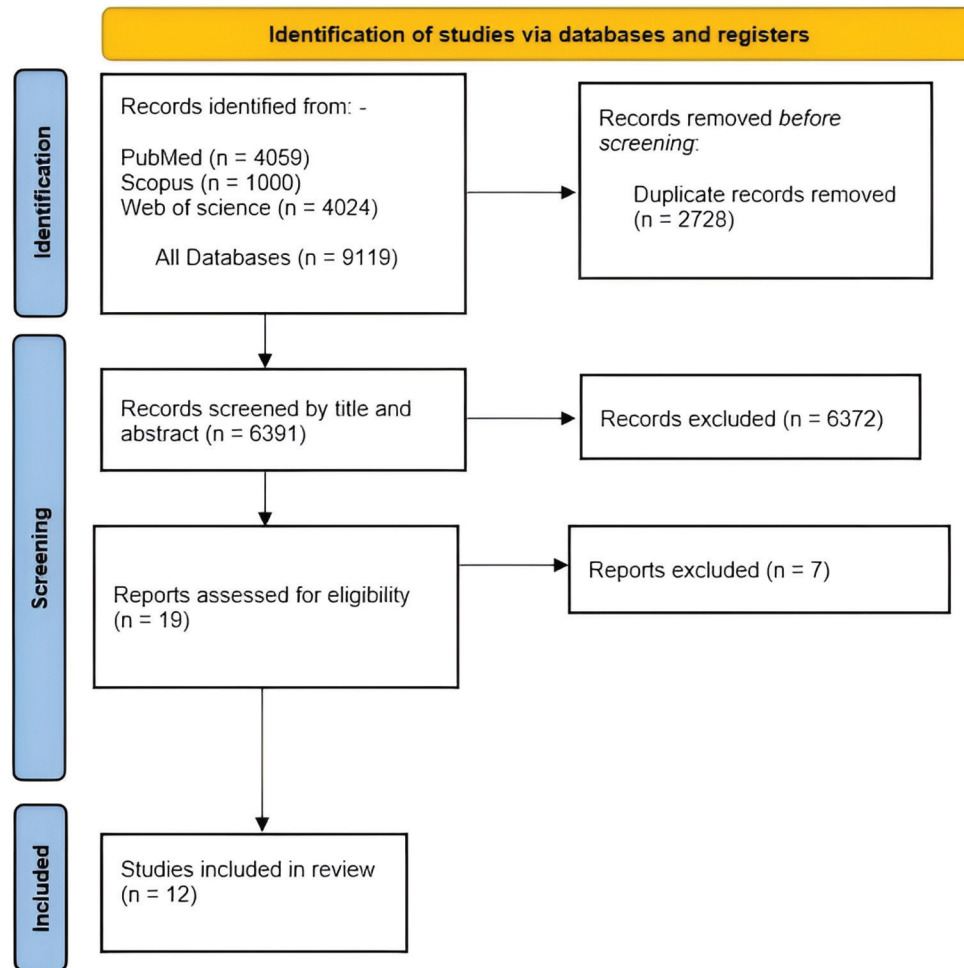 Identification of studies via databases and registers
Identification
Records identified from: -
PubMed (n = 4059)
Scopus (n = 1000)
Web of science (n = 4024)
All Databases (n = 9119)
Records removed before
screening:
Duplicate records removed
(n = 2728)
Screening
Records screened by title and
abstract (n = 6391)
Records excluded (n = 6372)
Reports assessed for eligibility
(n = 19)
Reports excluded (n = 7)
Included
Studies included in review
(n = 12)